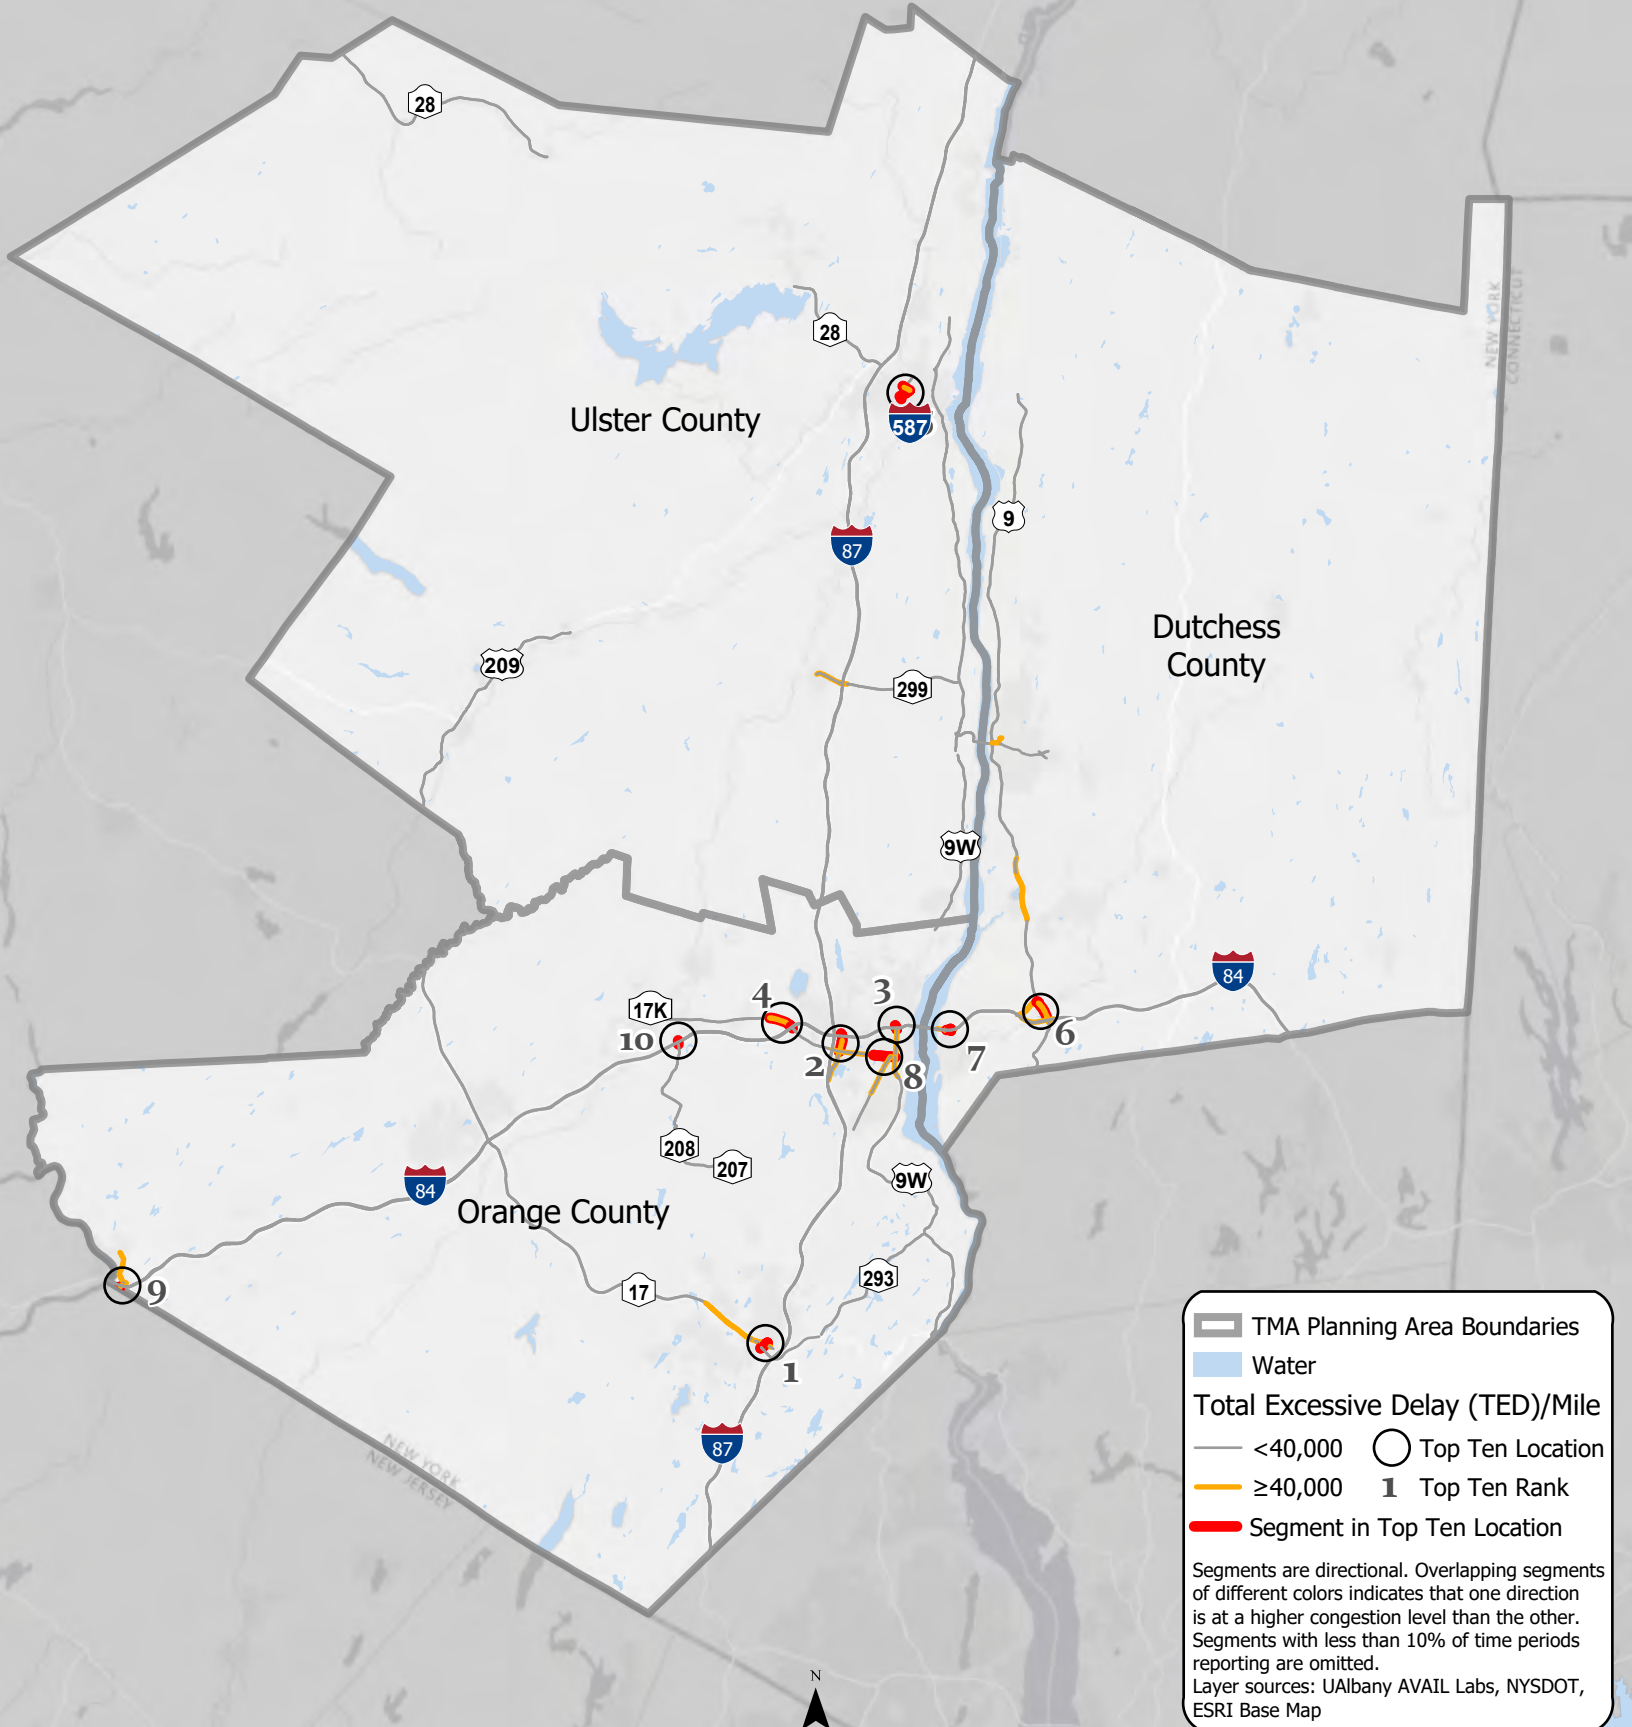 28
28
Ulster County
587
9
87
Dutchess
County
209
299
9W
84
17K
4
3
10
2
8
7
6
208
207
84
9W
Orange County
9
17
293
1
87
NEW YORK
NEW JERSEY
NEW YORK
CONNECTICUT
N
TMA Planning Area Boundaries
Water
Total Excessive Delay (TED)/Mile
<40,000
Top Ten Location
≥40,000
1 Top Ten Rank
Segment in Top Ten Location
Segments are directional. Overlapping segments
of different colors indicates that one direction
is at a higher congestion level than the other.
Segments with less than 10% of time periods
reporting are omitted.
Layer sources: UAlbany AVAIL Labs, NYSDOT,
ESRI Base Map